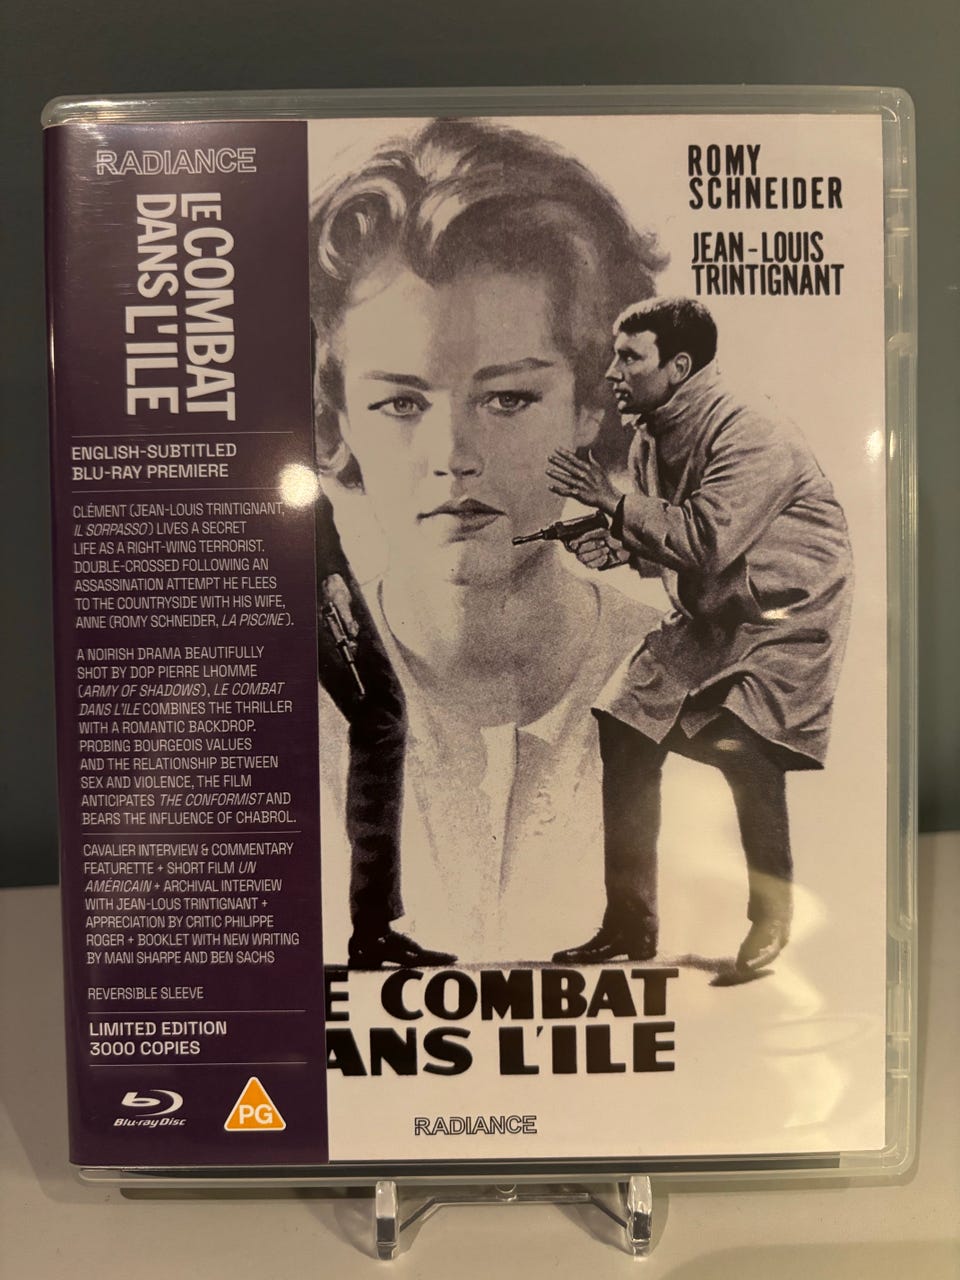 RADIANCE
LE COMBAT
DANS L'ILE
ENGLISH-SUBTITLED
BLU-RAY PREMIERE
CLÉMENT (JEAN-LOUIS TRINTIGNANT,
IL SORPASSO) LIVES A SECRET
LIFE AS A RIGHT-WING TERRORIST.
DOUBLE-CROSSED FOLLOWING AN
ASSASSINATION ATTEMPT HE FLEES
TO THE COUNTRYSIDE WITH HIS WIFE,
ANNE (ROMY SCHNEIDER, LA PISCINE).
A NOIRISH DRAMA BEAUTIFULLY
SHOT BY DOP PIERRE LHOMME
(ARMY OF SHADOWS), LE COMBAT
DANS L'ILE COMBINES THE THRILLER
WITH A ROMANTIC BACKDROP.
PROBING BOURGEOIS VALUES
AND THE RELATIONSHIP BETWEEN
SEX AND VIOLENCE, THE FILM
ANTICIPATES THE CONFORMIST AND
BEARS THE INFLUENCE OF CHABROL.
CAVALIER INTERVIEW & COMMENTARY
FEATURETTE + SHORT FILM UN
AMÉRICAIN + ARCHIVAL INTERVIEW
WITH JEAN-LOUS TRINTIGNANT +
APPRECIATION BY CRITIC PHILIPPE
ROGER + BOOKLET WITH NEW WRITING
BY MANI SHARPE AND BEN SACHS
REVERSIBLE SLEEVE
LIMITED EDITION
3000 COPIES
Blu-ray Disc
PG
ROMY
SCHNEIDER
JEAN-LOUIS
TRINTIGNANT
E COMBAT
ANS L'ILE
RADIANCE